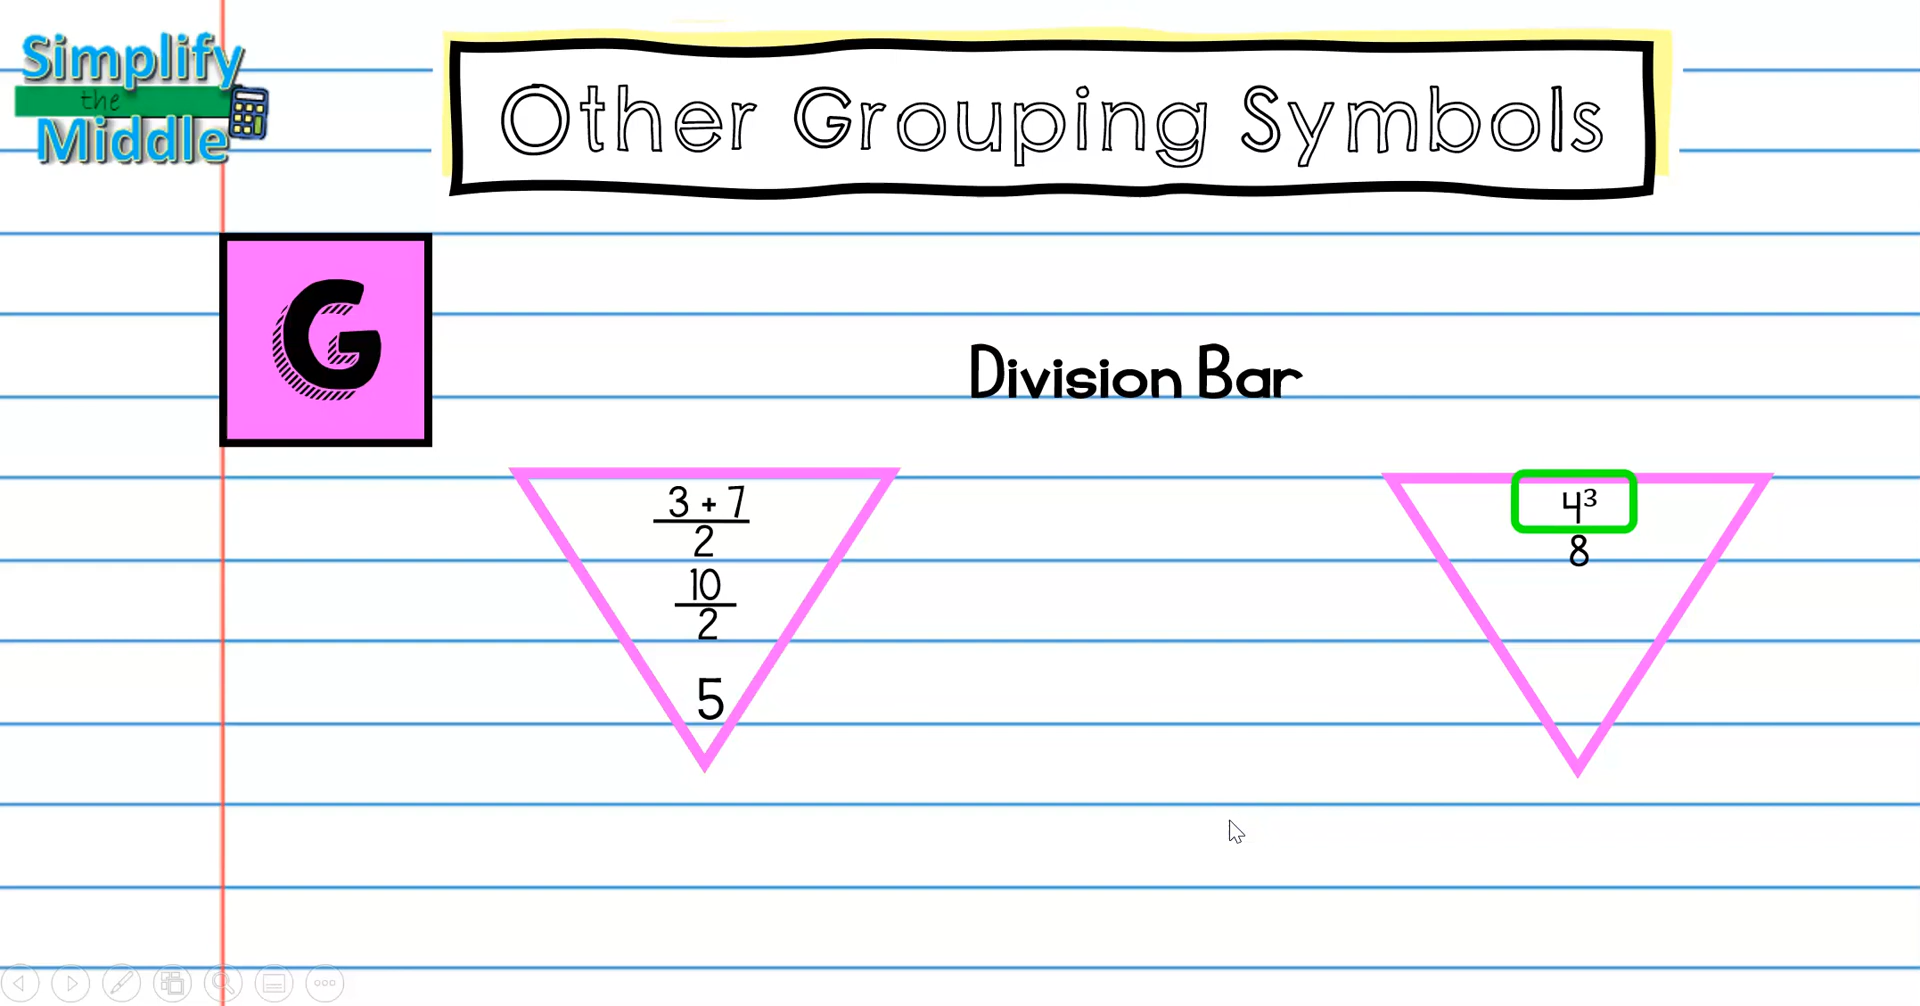 Simplify
the
Middle
Other Grouping Symbols
G
Division Bar
3 + 7
2
10
2
5
4³
8